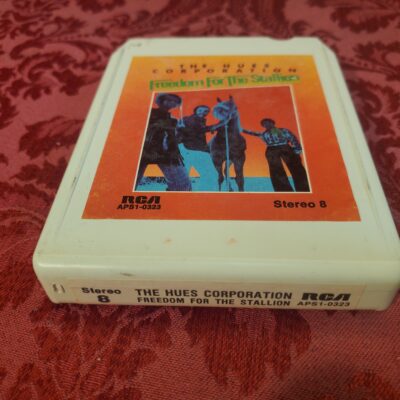 THE HUES
CORPORATION
Freedom For The Stallion
RCA
APS1-0323
Stereo 8
Stereo
8
THE HUES CORPORATION
FREEDOM FOR THE STALLION
RCA
APS1-0323